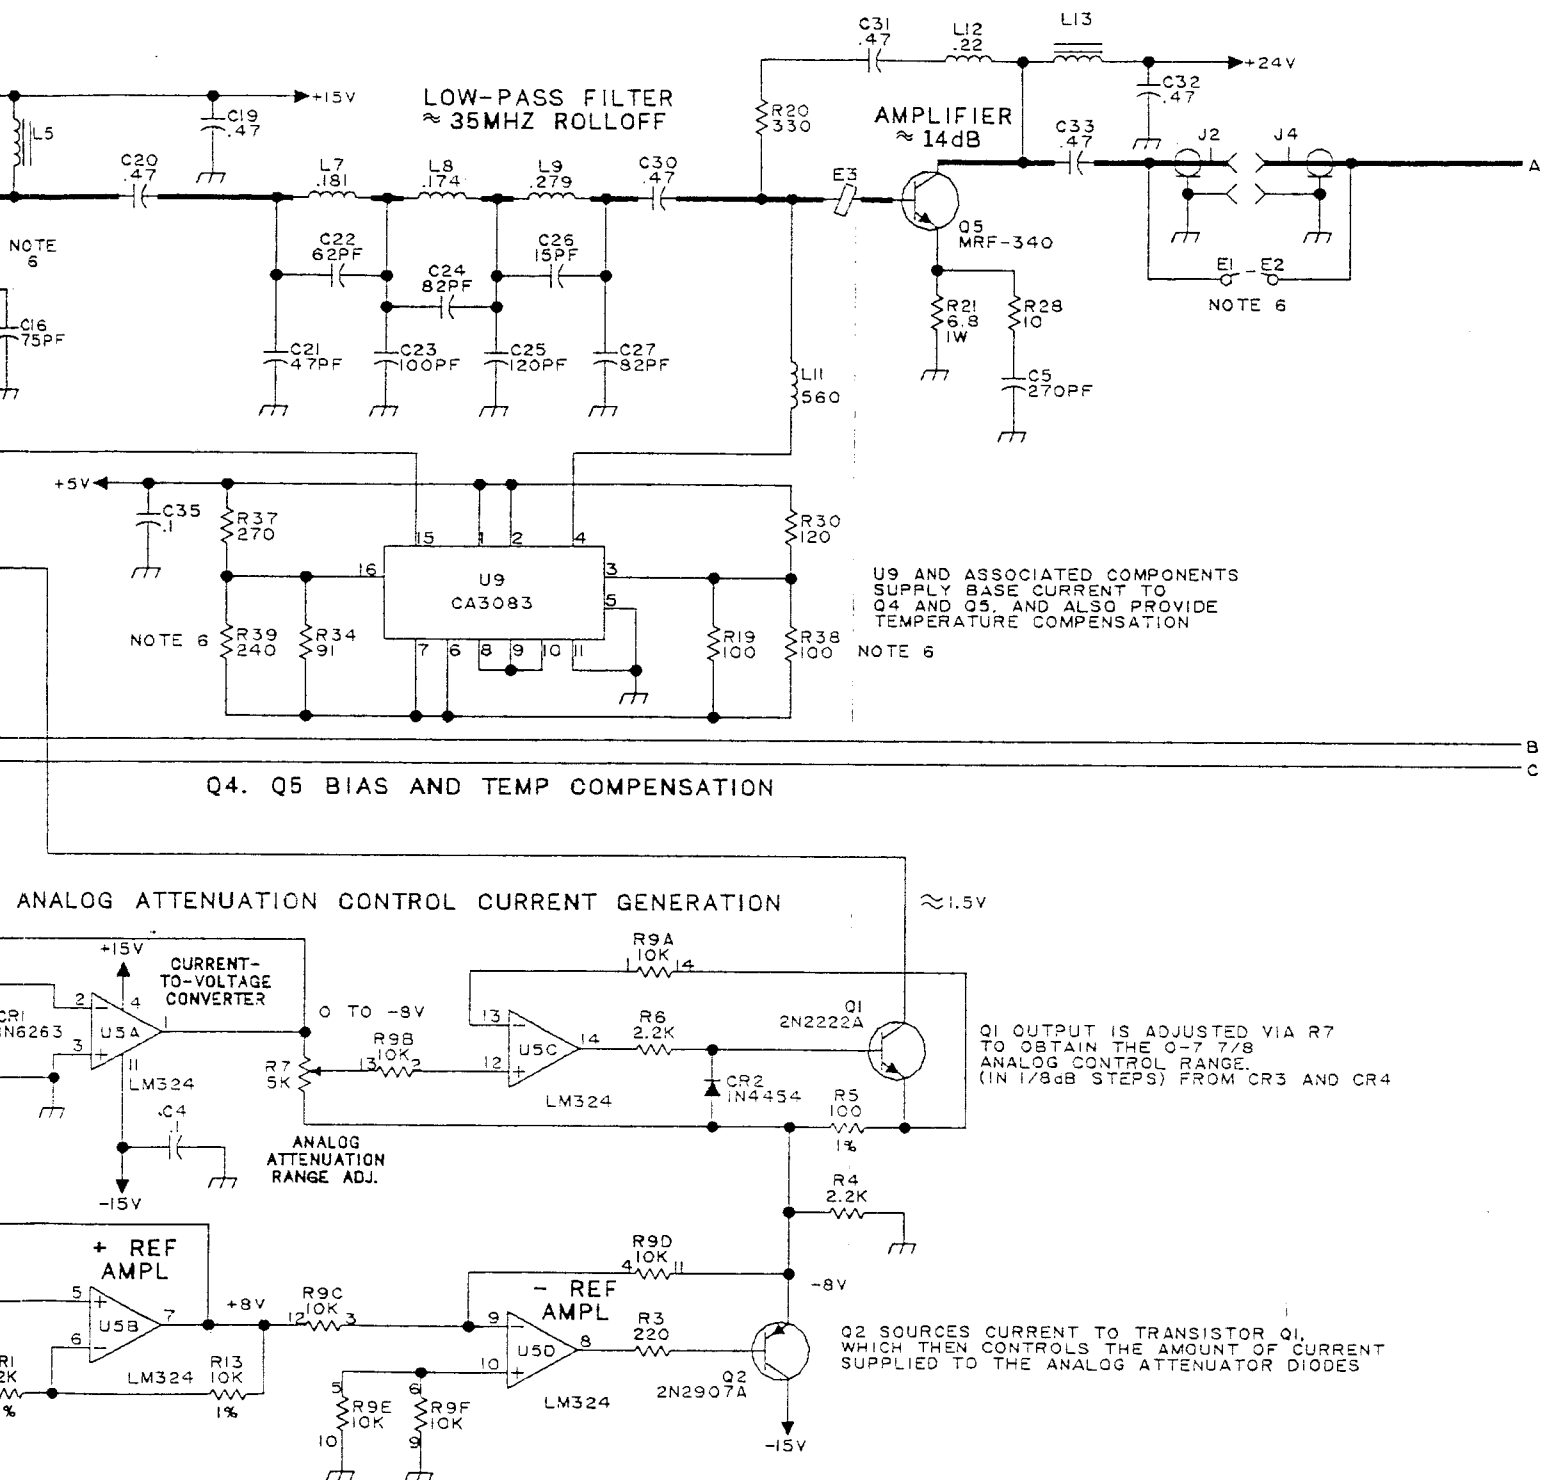 C31
.47
L12
.22
L13
+24V
C32
.47
+15V
C19
.47
L5
LOW-PASS FILTER
≈ 35MHZ ROLLOFF
R20
330
AMPLIFIER
≈ 14dB
C33
.47
J2
J4
A
C20
.47
L7
.181
L8
.174
L9
.279
C30
.47
E3
Q5
MRF-340
NOTE
6
C22
62PF
C26
15PF
C24
82PF
E1
E2
NOTE 6
C16
75PF
C21
47PF
C23
100PF
C25
120PF
C27
82PF
R21
6.8
1W
R28
10
L11
560
C5
270PF
+5V
C35
.1
R37
270
15
1
2
4
R30
120
16
U9
CA3083
3
5
NOTE 6
R39
240
R34
91
7
6
8
9
10
11
R19
100
R38
100
NOTE 6
U9 AND ASSOCIATED COMPONENTS
SUPPLY BASE CURRENT TO
Q4 AND Q5, AND ALSO PROVIDE
TEMPERATURE COMPENSATION
B
C
Q4. Q5 BIAS AND TEMP COMPENSATION
ANALOG ATTENUATION CONTROL CURRENT GENERATION
≈1.5V
+15V
CURRENT-
TO-VOLTAGE
CONVERTER
R9A
10K
1
14
CR1
1N6263
2
4
U5A
1
3
11
LM324
0 TO -8V
R9B
10K
13
2
R7
5K
13
12
U5C
14
LM324
R6
2.2K
Q1
2N2222A
Q1 OUTPUT IS ADJUSTED VIA R7
TO OBTAIN THE 0-7 7/8
ANALOG CONTROL RANGE.
(IN 1/8dB STEPS) FROM CR3 AND CR4
CR2
1N4454
R5
100
1%
.C4
.1
-15V
ANALOG
ATTENUATION
RANGE ADJ.
R4
2.2K
+ REF
AMPL
5
6
U5B
7
LM324
+8V
R9C
10K
12
3
R13
10K
1%
R1
2K
%
R9D
10K
4
11
- REF
AMPL
9
10
U5D
8
LM324
R3
220
-8V
Q2
2N2907A
-15V
Q2 SOURCES CURRENT TO TRANSISTOR Q1,
WHICH THEN CONTROLS THE AMOUNT OF CURRENT
SUPPLIED TO THE ANALOG ATTENUATOR DIODES
5
R9E
10K
10
6
R9F
10K
9